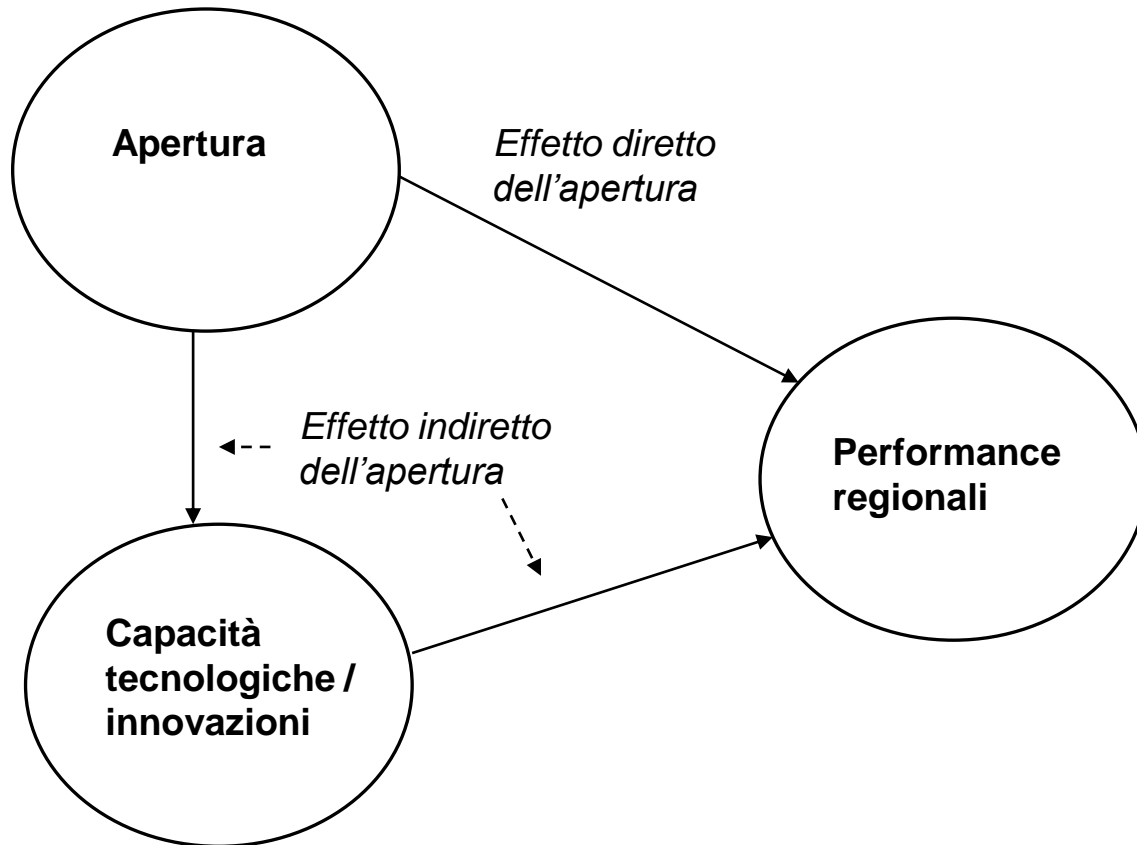 Apertura
Effetto diretto
dell’apertura
Effetto indiretto
dell’apertura
Performance
regionali
Capacità
tecnologiche /
innovazioni